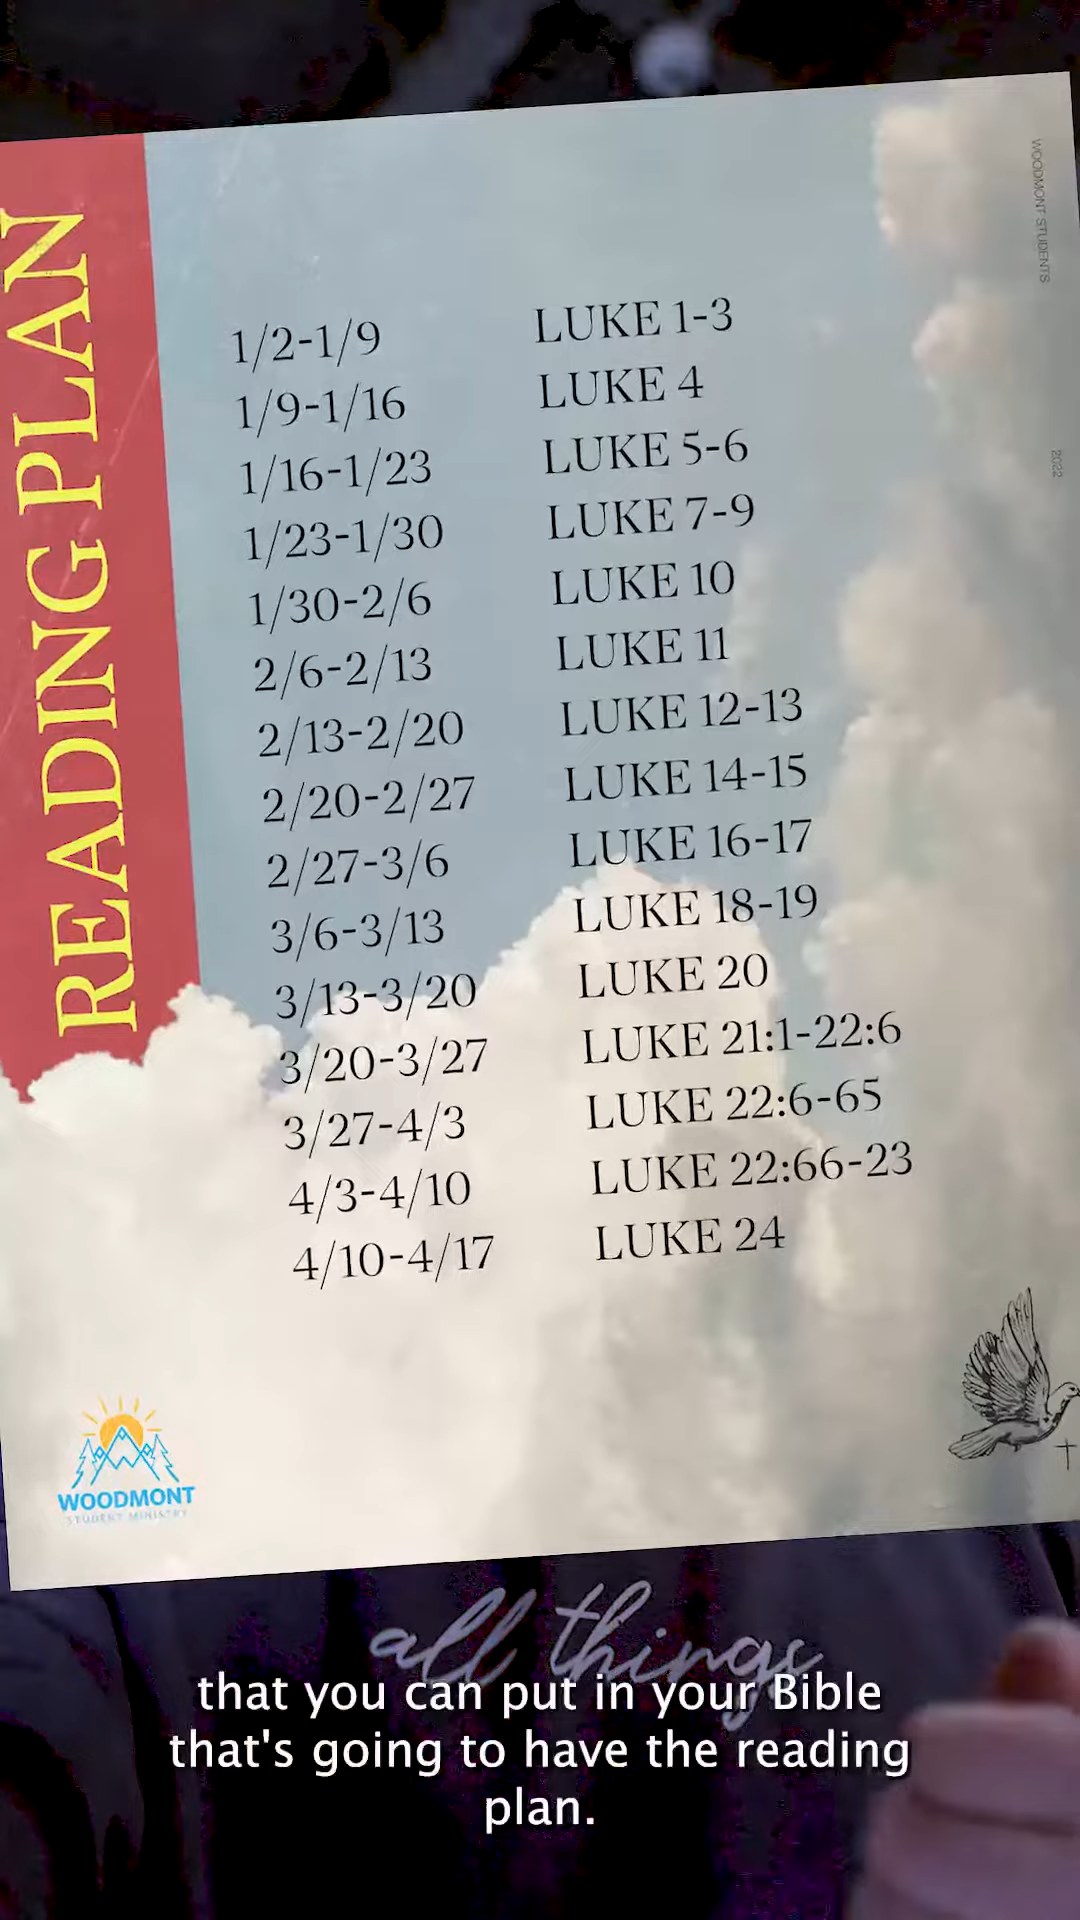 READING PLAN
WOODMONT STUDENTS
2022
1/2-1/9 LUKE 1-3
1/9-1/16 LUKE 4
1/16-1/23 LUKE 5-6
1/23-1/30 LUKE 7-9
1/30-2/6 LUKE 10
2/6-2/13 LUKE 11
2/13-2/20 LUKE 12-13
2/20-2/27 LUKE 14-15
2/27-3/6 LUKE 16-17
3/6-3/13 LUKE 18-19
3/13-3/20 LUKE 20
3/20-3/27 LUKE 21:1-22:6
3/27-4/3 LUKE 22:6-65
4/3-4/10 LUKE 22:66-23
4/10-4/17 LUKE 24
WOODMONT
STUDENT MINISTRY
all things
that you can put in your Bible
that's going to have the reading
plan.